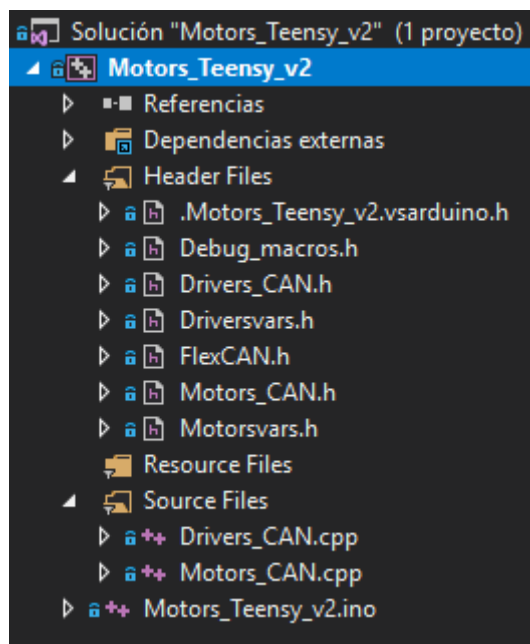 Solución "Motors_Teensy_v2" (1 proyecto)
Motors_Teensy_v2
Referencias
Dependencias externas
Header Files
.Motors_Teensy_v2.vsarduino.h
Debug_macros.h
Drivers_CAN.h
Driversvars.h
FlexCAN.h
Motors_CAN.h
Motorsvars.h
Resource Files
Source Files
Drivers_CAN.cpp
Motors_CAN.cpp
Motors_Teensy_v2.ino